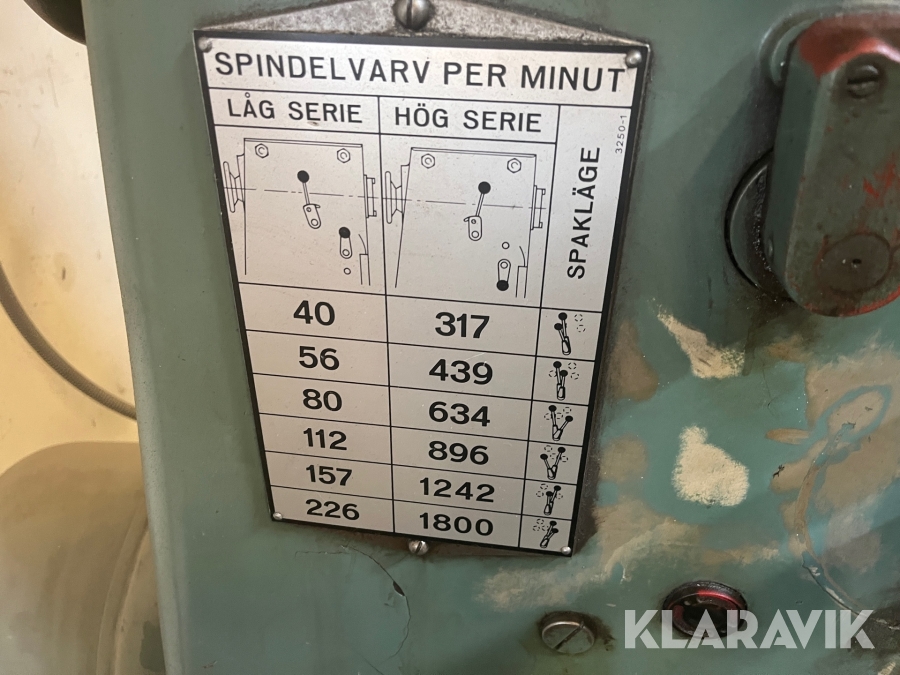 SPINDELVARV PER MINUT
LÅG SERIE HÖG SERIE SPAKLÄGE 3250-1
40 317
56 439
80 634
112 896
157 1242
226 1800
KLARAVIK